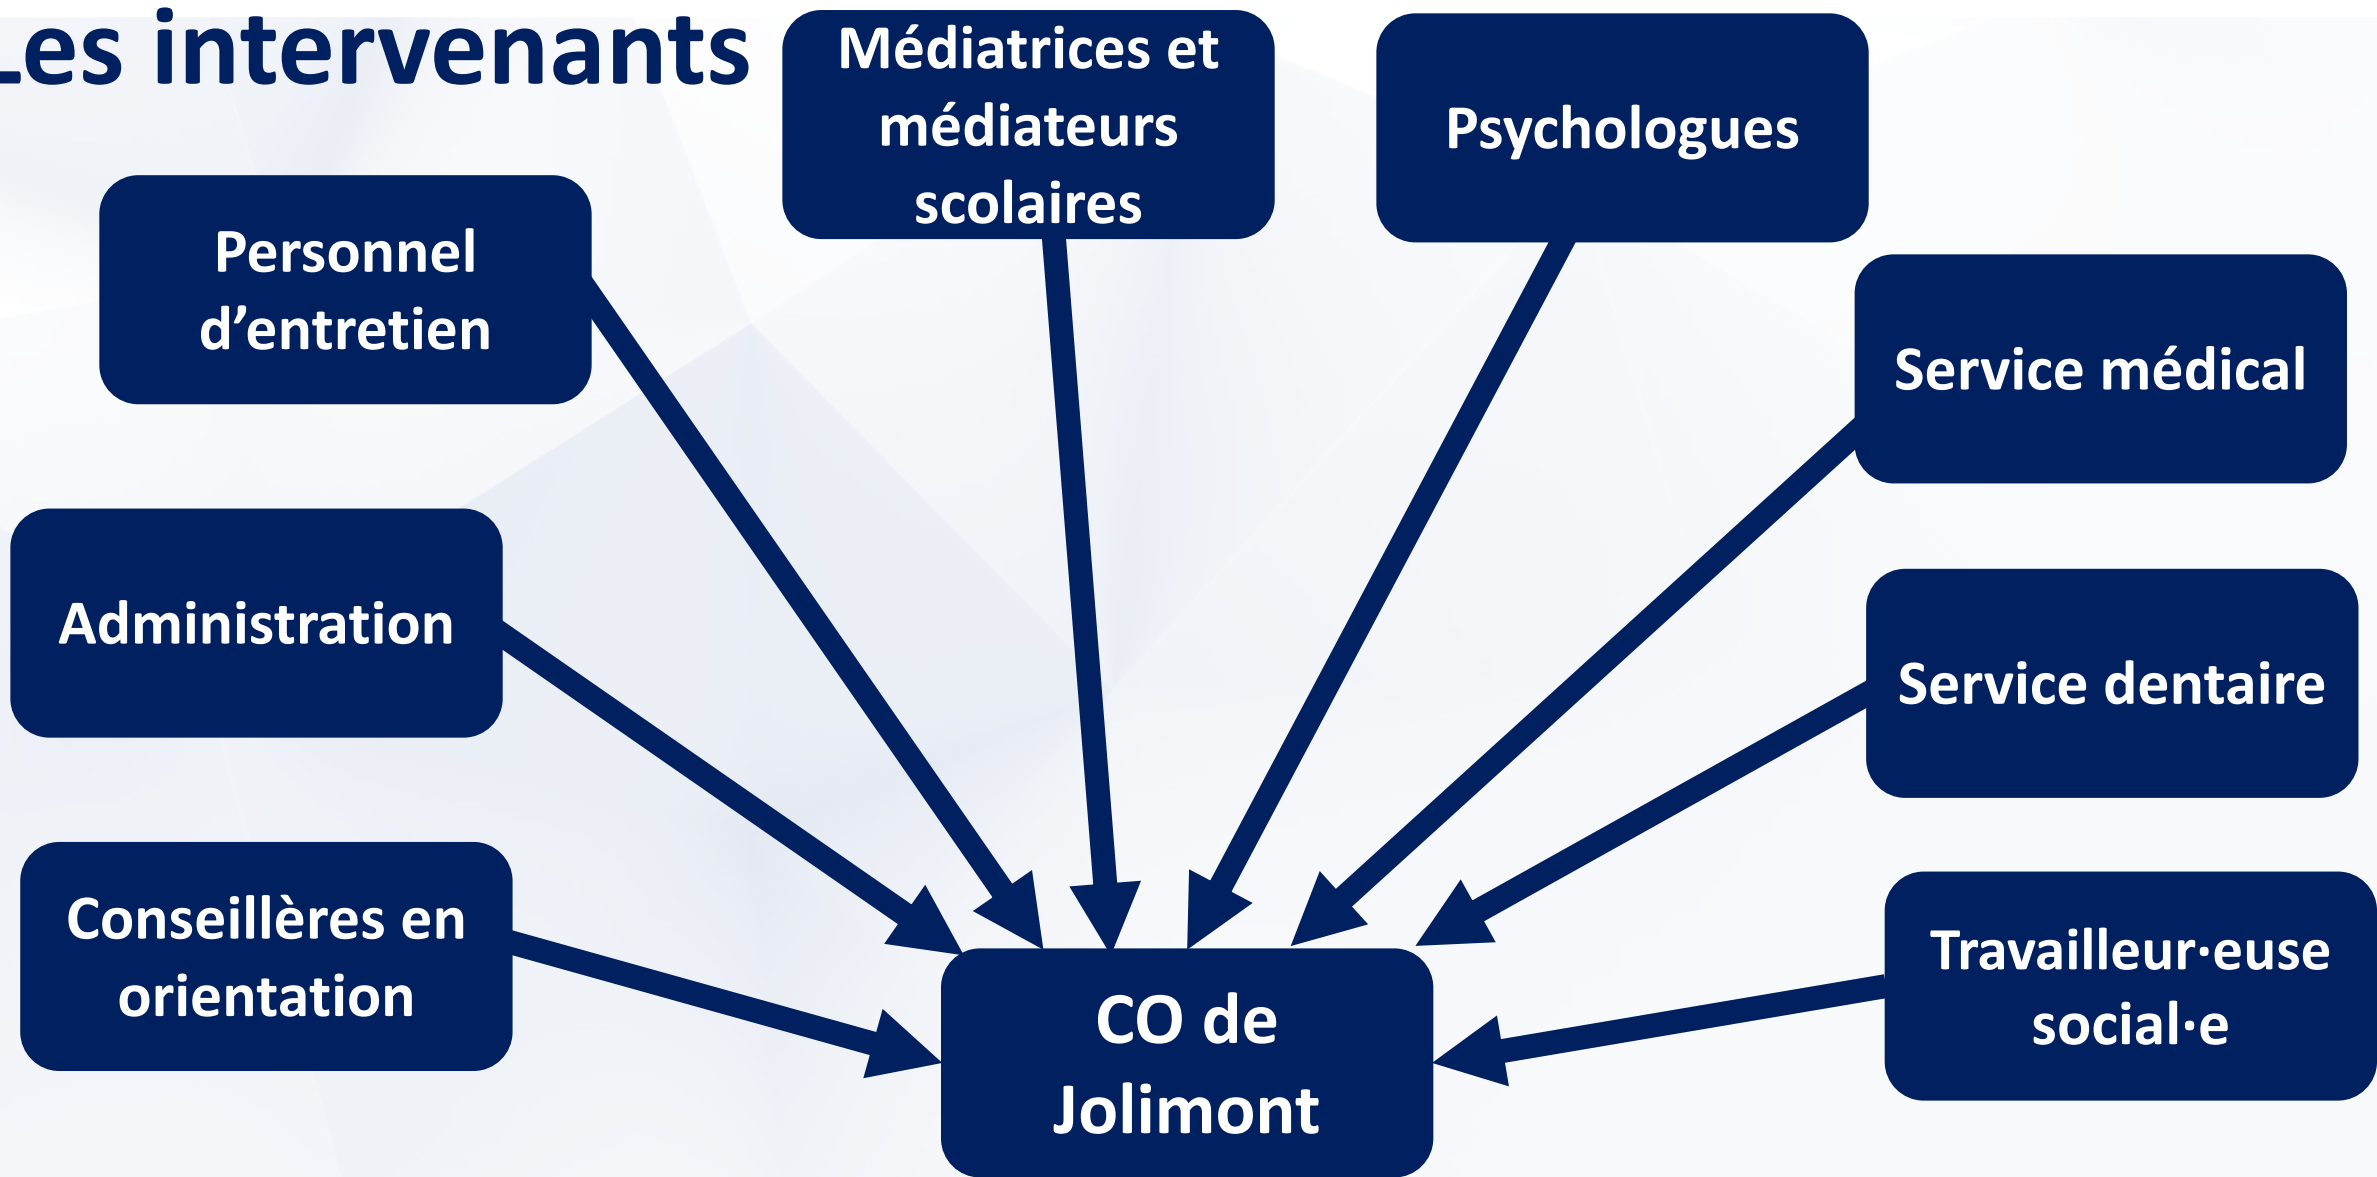 Les intervenants
Médiatrices et
médiateurs
scolaires
Psychologues
Personnel
d’entretien
Service médical
Administration
Service dentaire
Conseillères en
orientation
Travailleur·euse
social·e
CO de
Jolimont